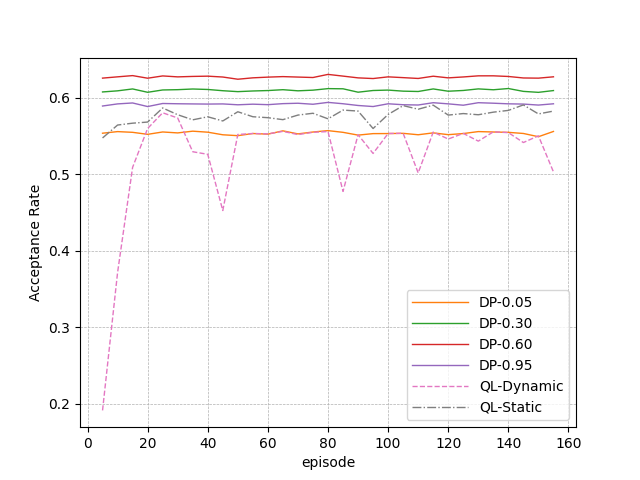 0.6
0.5
0.4
0.3
0.2
Acceptance Rate
0 20 40 60 80 100 120 140 160
episode
DP-0.05
DP-0.30
DP-0.60
DP-0.95
QL-Dynamic
QL-Static